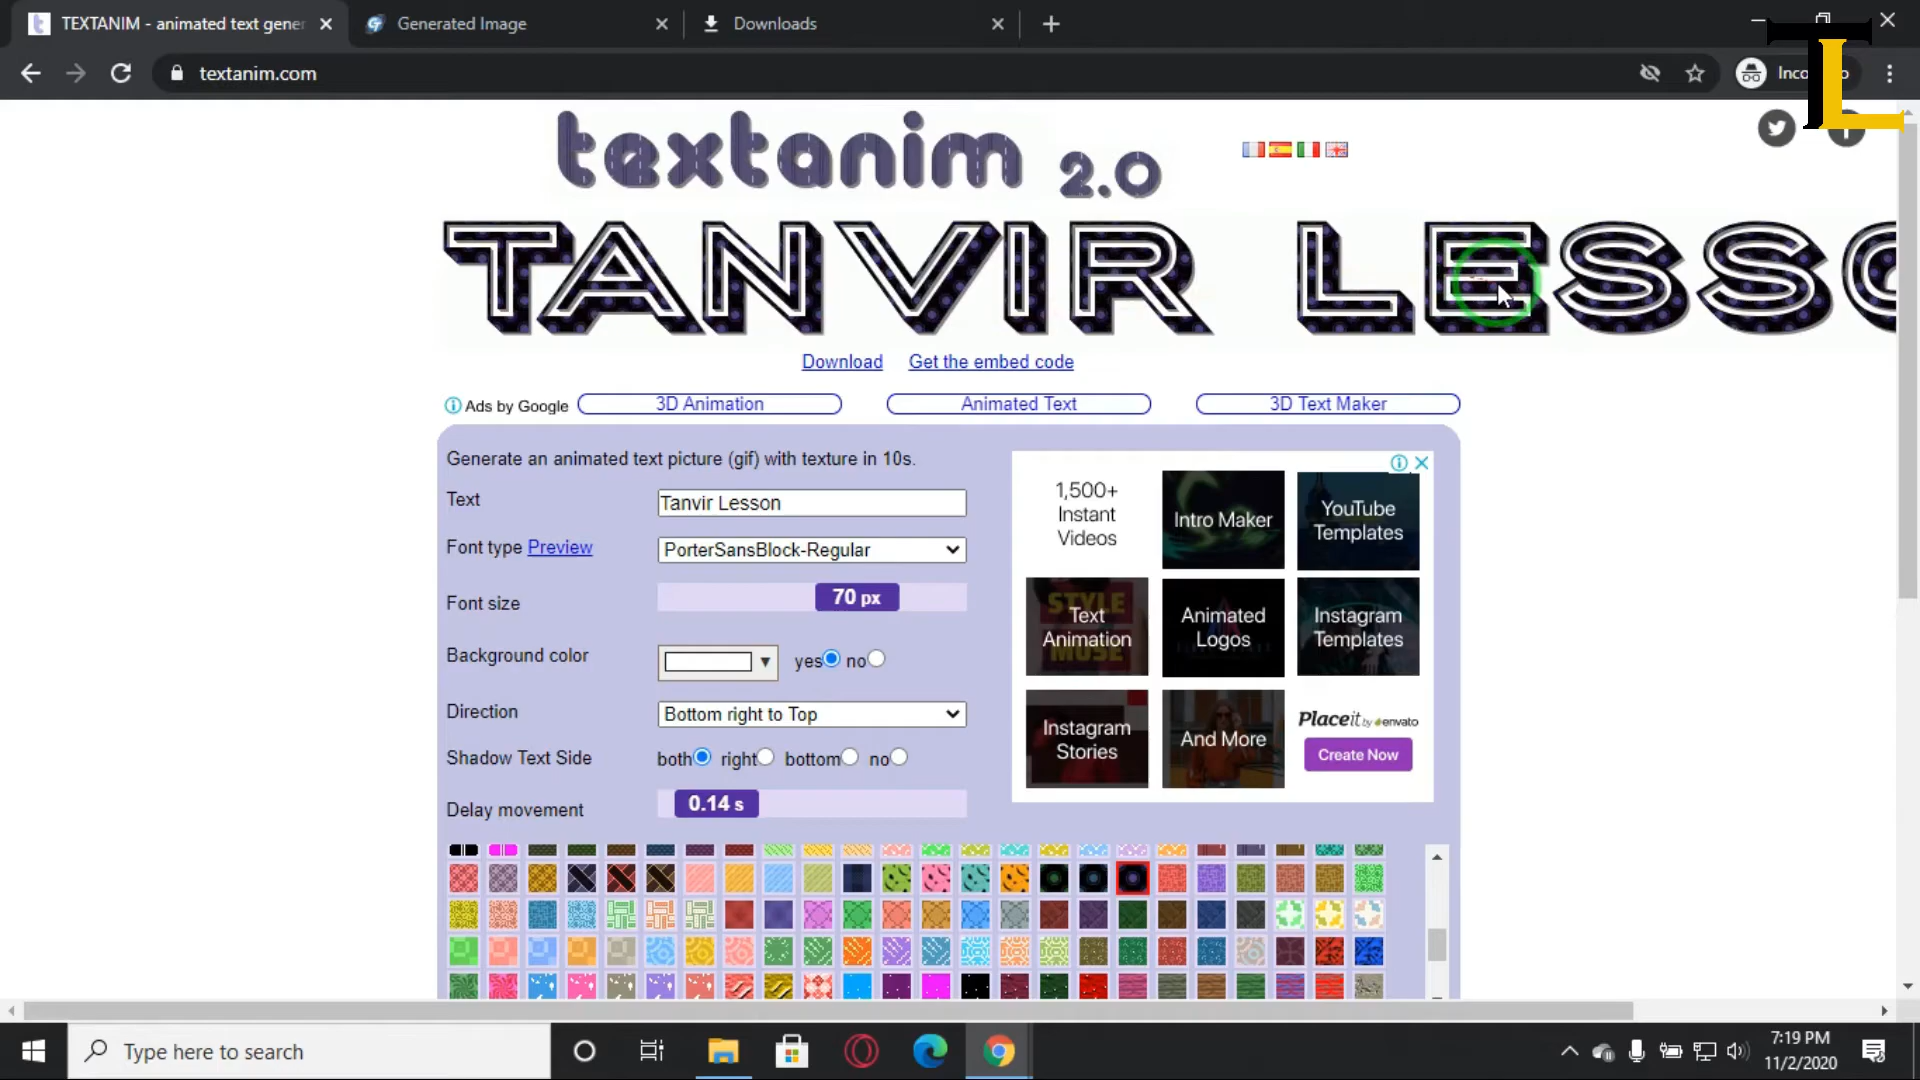 TEXTANIM - animated text gener
Generated Image
Downloads
textanim.com
TL
textanim 2.0
TANVIR LESSO
Download
Get the embed code
Ads by Google
3D Animation
Animated Text
3D Text Maker
Generate an animated text picture (gif) with texture in 10s.
Text
Tanvir Lesson
Font type Preview
PorterSansBlock-Regular
Font size
70 px
Background color
yes no
Direction
Bottom right to Top
Shadow Text Side
both right bottom no
Delay movement
0.14 s
1,500+
Instant
Videos
Intro Maker
YouTube
Templates
Text
Animation
Animated
Logos
Instagram
Templates
Instagram
Stories
And More
Placeit by envato
Create Now
Type here to search
7:19 PM
11/2/2020